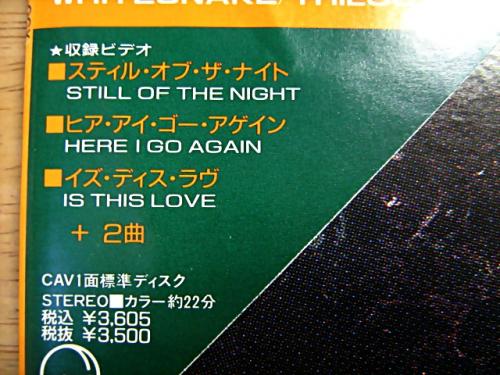 WHITESNAKE/TRILOG
★収録ビデオ
■スティル・オブ・ザ・ナイト
STILL OF THE NIGHT
■ヒア・アイ・ゴー・アゲイン
HERE I GO AGAIN
■イズ・ディス・ラヴ
IS THIS LOVE
+ 2曲
CAV1面標準ディスク
STEREO■カラー約22分
税込 ¥3,605
税抜 ¥3,500